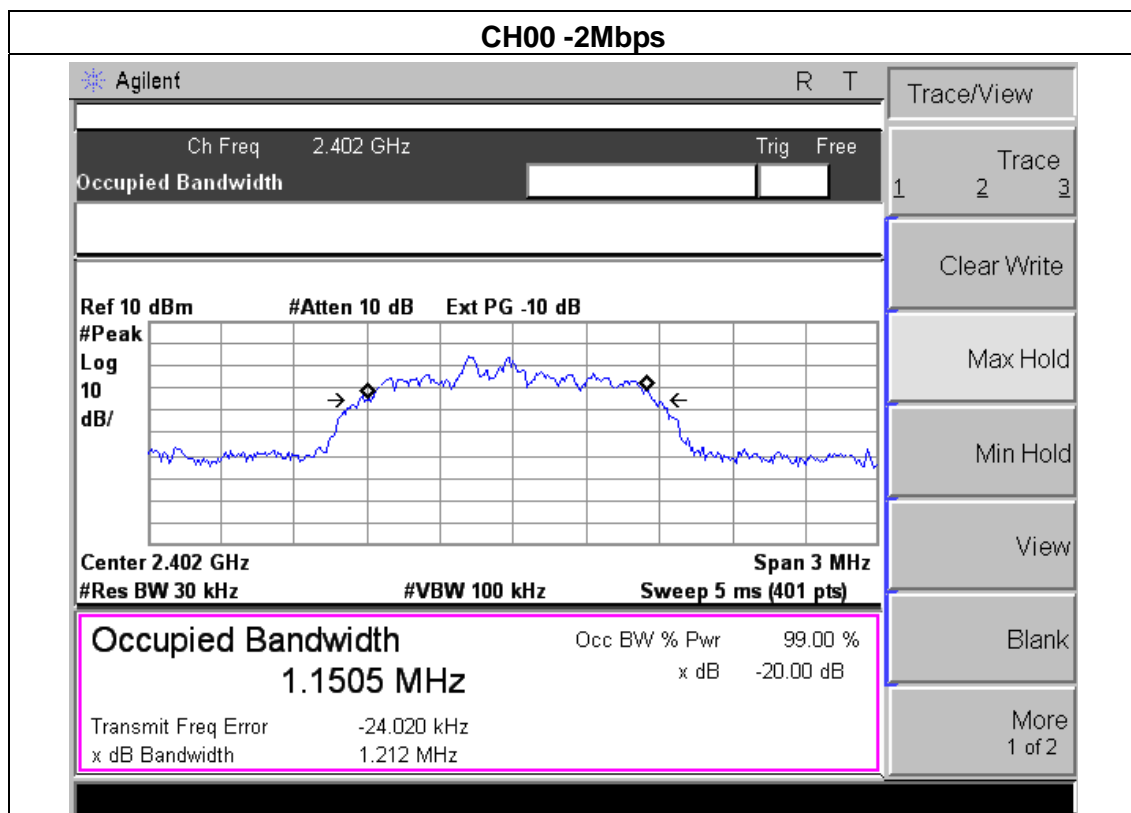 CH00 -2Mbps
Agilent R T
Ch Freq 2.402 GHz Trig Free
Occupied Bandwidth
Ref 10 dBm #Atten 10 dB Ext PG -10 dB
#Peak
Log
10
dB/
Center 2.402 GHz Span 3 MHz
#Res BW 30 kHz #VBW 100 kHz Sweep 5 ms (401 pts)
Occupied Bandwidth Occ BW % Pwr 99.00 %
1.1505 MHz x dB -20.00 dB
Transmit Freq Error -24.020 kHz
x dB Bandwidth 1.212 MHz
Trace/View
Trace
1 2 3
Clear Write
Max Hold
Min Hold
View
Blank
More
1 of 2